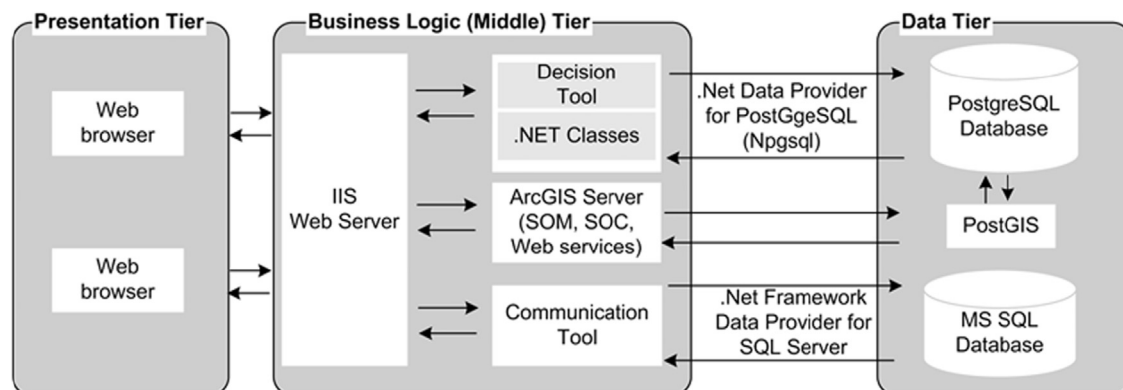 Presentation Tier
Web
browser
Web
browser
Business Logic (Middle) Tier
IIS
Web Server
Decision
Tool
.NET Classes
ArcGIS Server
(SOM, SOC,
Web services)
Communication
Tool
.Net Data Provider
for PostGgeSQL
(Npgsql)
.Net Framework
Data Provider for
SQL Server
Data Tier
PostgreSQL
Database
PostGIS
MS SQL
Database